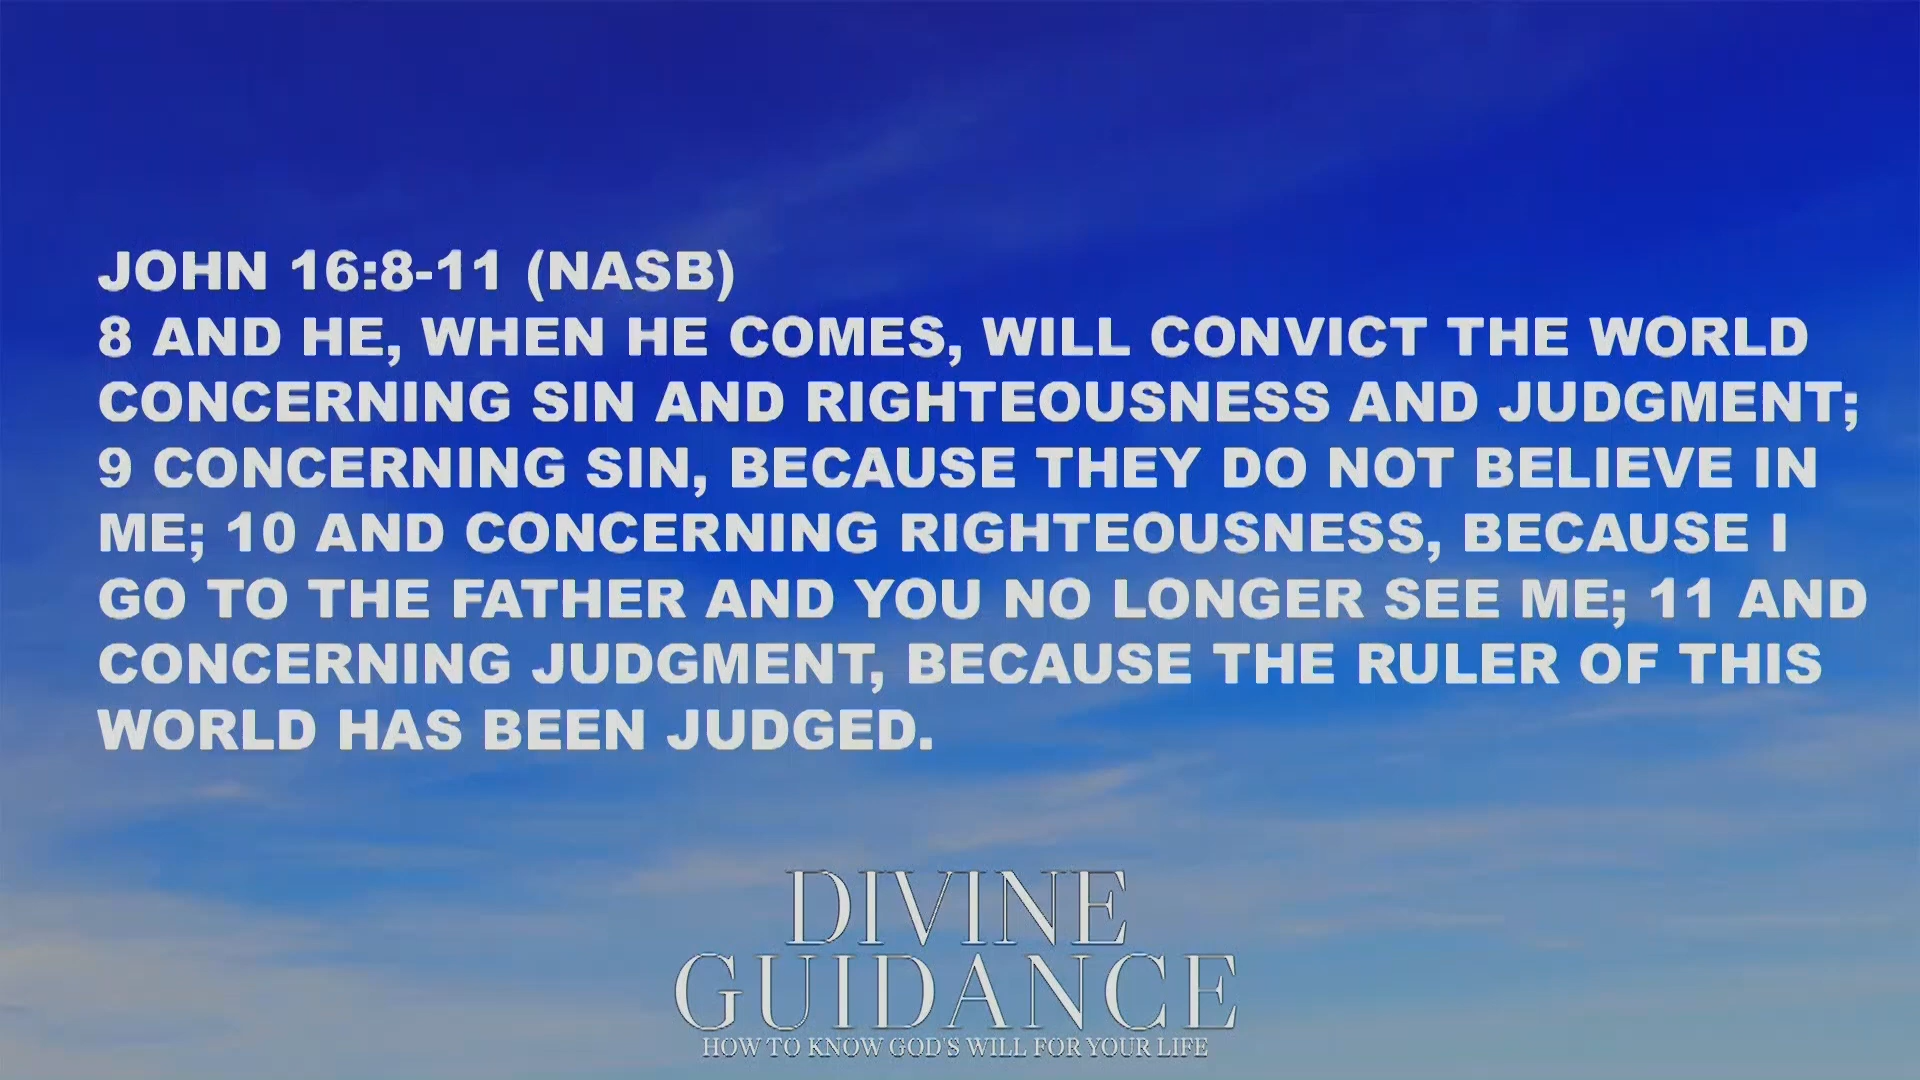 JOHN 16:8-11 (NASB)
8 AND HE, WHEN HE COMES, WILL CONVICT THE WORLD
CONCERNING SIN AND RIGHTEOUSNESS AND JUDGMENT;
9 CONCERNING SIN, BECAUSE THEY DO NOT BELIEVE IN
ME; 10 AND CONCERNING RIGHTEOUSNESS, BECAUSE I
GO TO THE FATHER AND YOU NO LONGER SEE ME; 11 AND
CONCERNING JUDGMENT, BECAUSE THE RULER OF THIS
WORLD HAS BEEN JUDGED.
DIVINE
GUIDANCE
HOW TO KNOW GOD'S WILL FOR YOUR LIFE